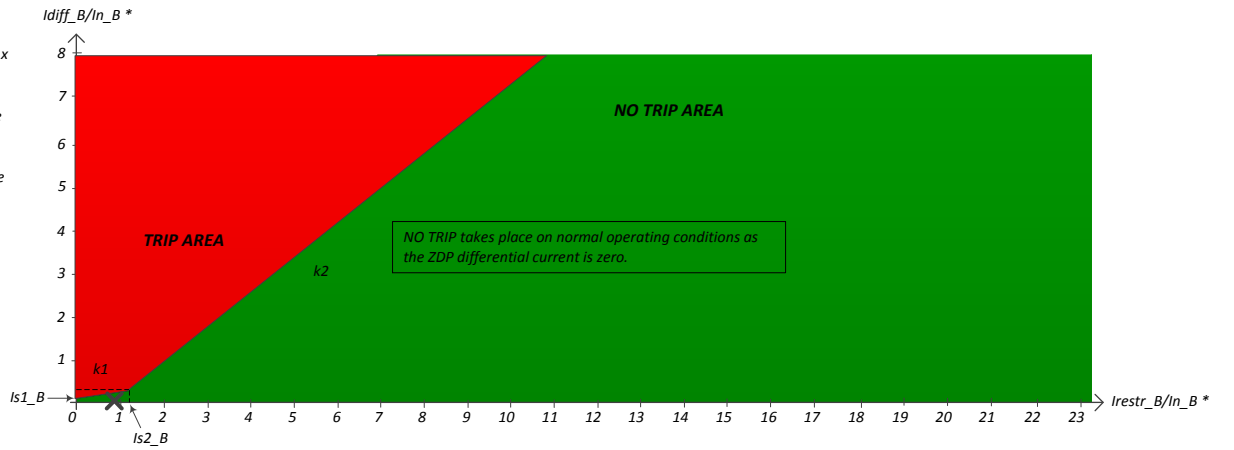 Idiff_B/In_B *
x
8
7
6
e
5
4
3
2
1
NO TRIP AREA
TRIP AREA
NO TRIP takes place on normal operating conditions as
the ZDP differential current is zero.
k2
k1
Is1_B
0 1 2 3 4 5 6 7 8 9 10 11 12 13 14 15 16 17 18 19 20 21 22 23
Irestr_B/In_B *
Is2_B